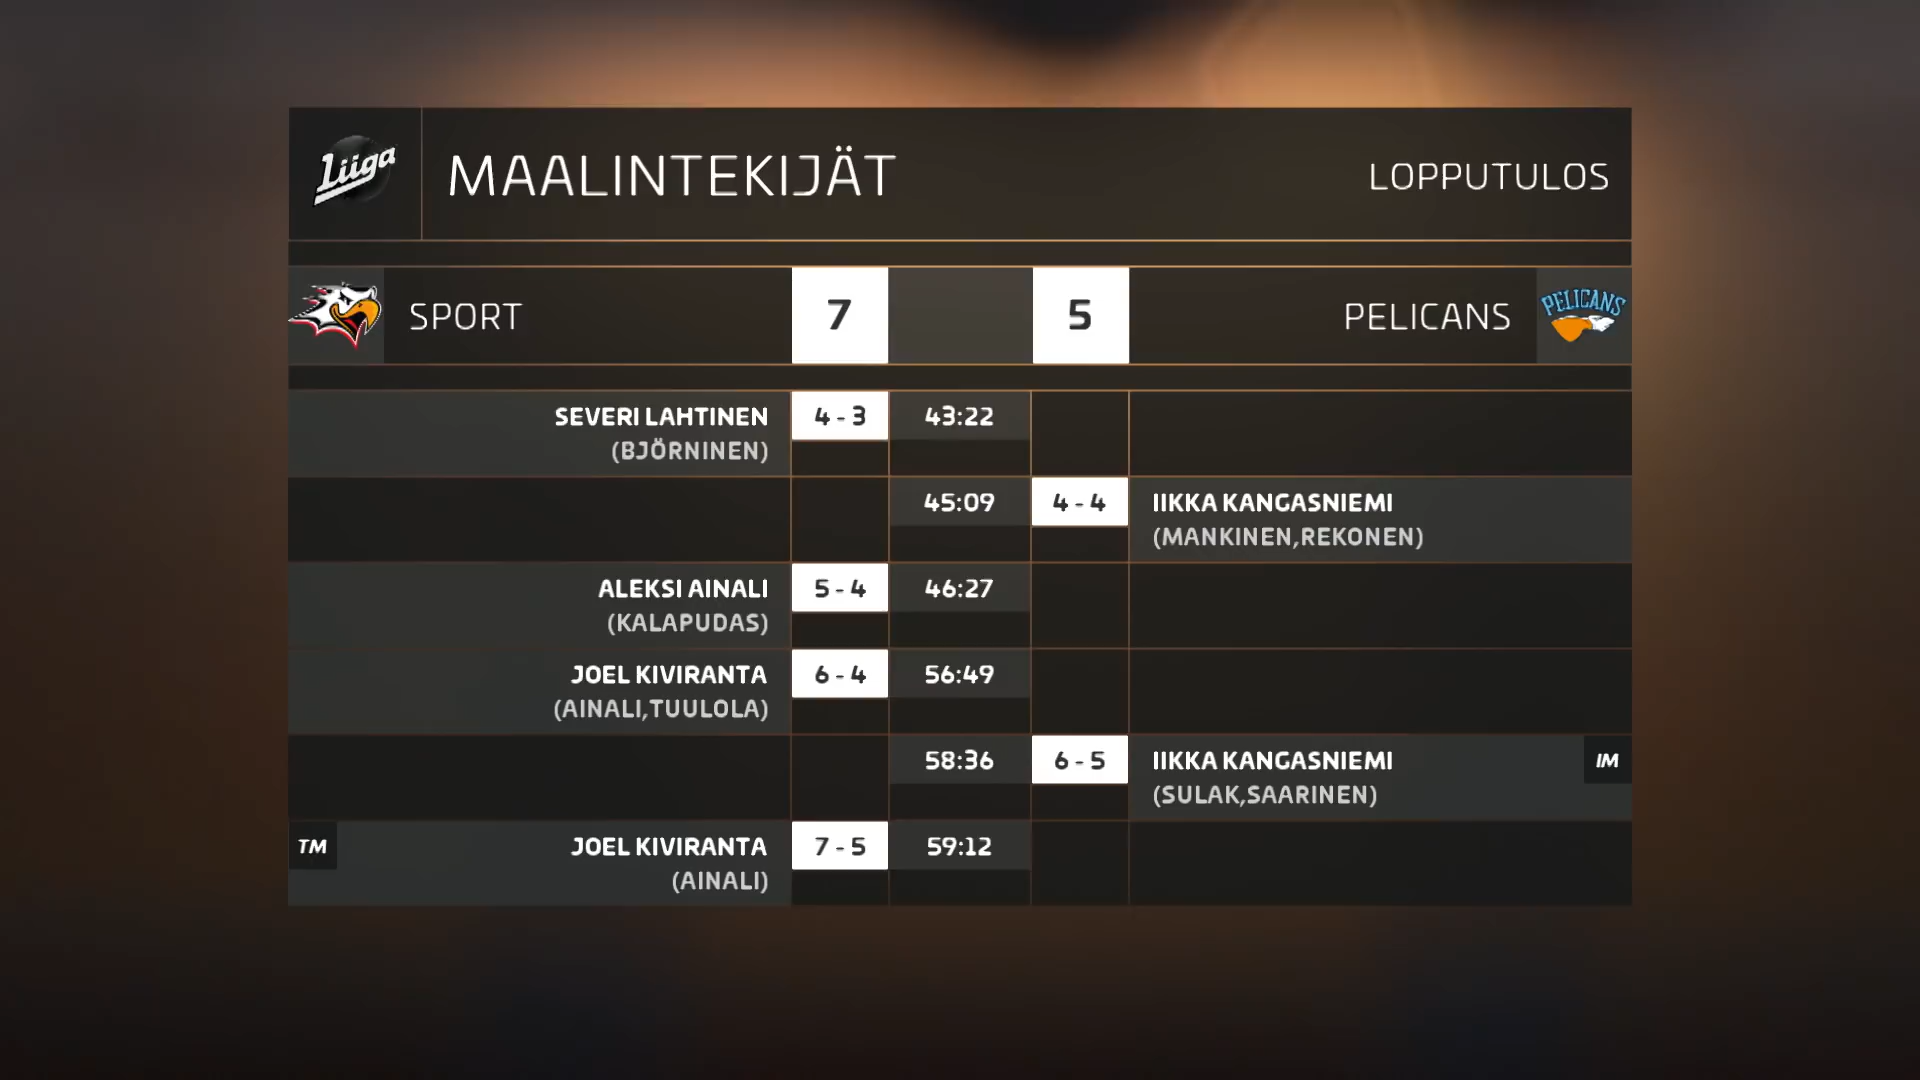 Liiga
MAALINTEKIJÄT
LOPPUTULOS
SPORT
7
5
PELICANS
PELICANS
SEVERI LAHTINEN 4 - 3 43:22
(BJÖRNINEN)
45:09 4 - 4 IIKKA KANGASNIEMI
(MANKINEN,REKONEN)
ALEKSI AINALI 5 - 4 46:27
(KALAPUDAS)
JOEL KIVIRANTA 6 - 4 56:49
(AINALI,TUULOLA)
58:36 6 - 5 IIKKA KANGASNIEMI IM
(SULAK,SAARINEN)
TM JOEL KIVIRANTA 7 - 5 59:12
(AINALI)